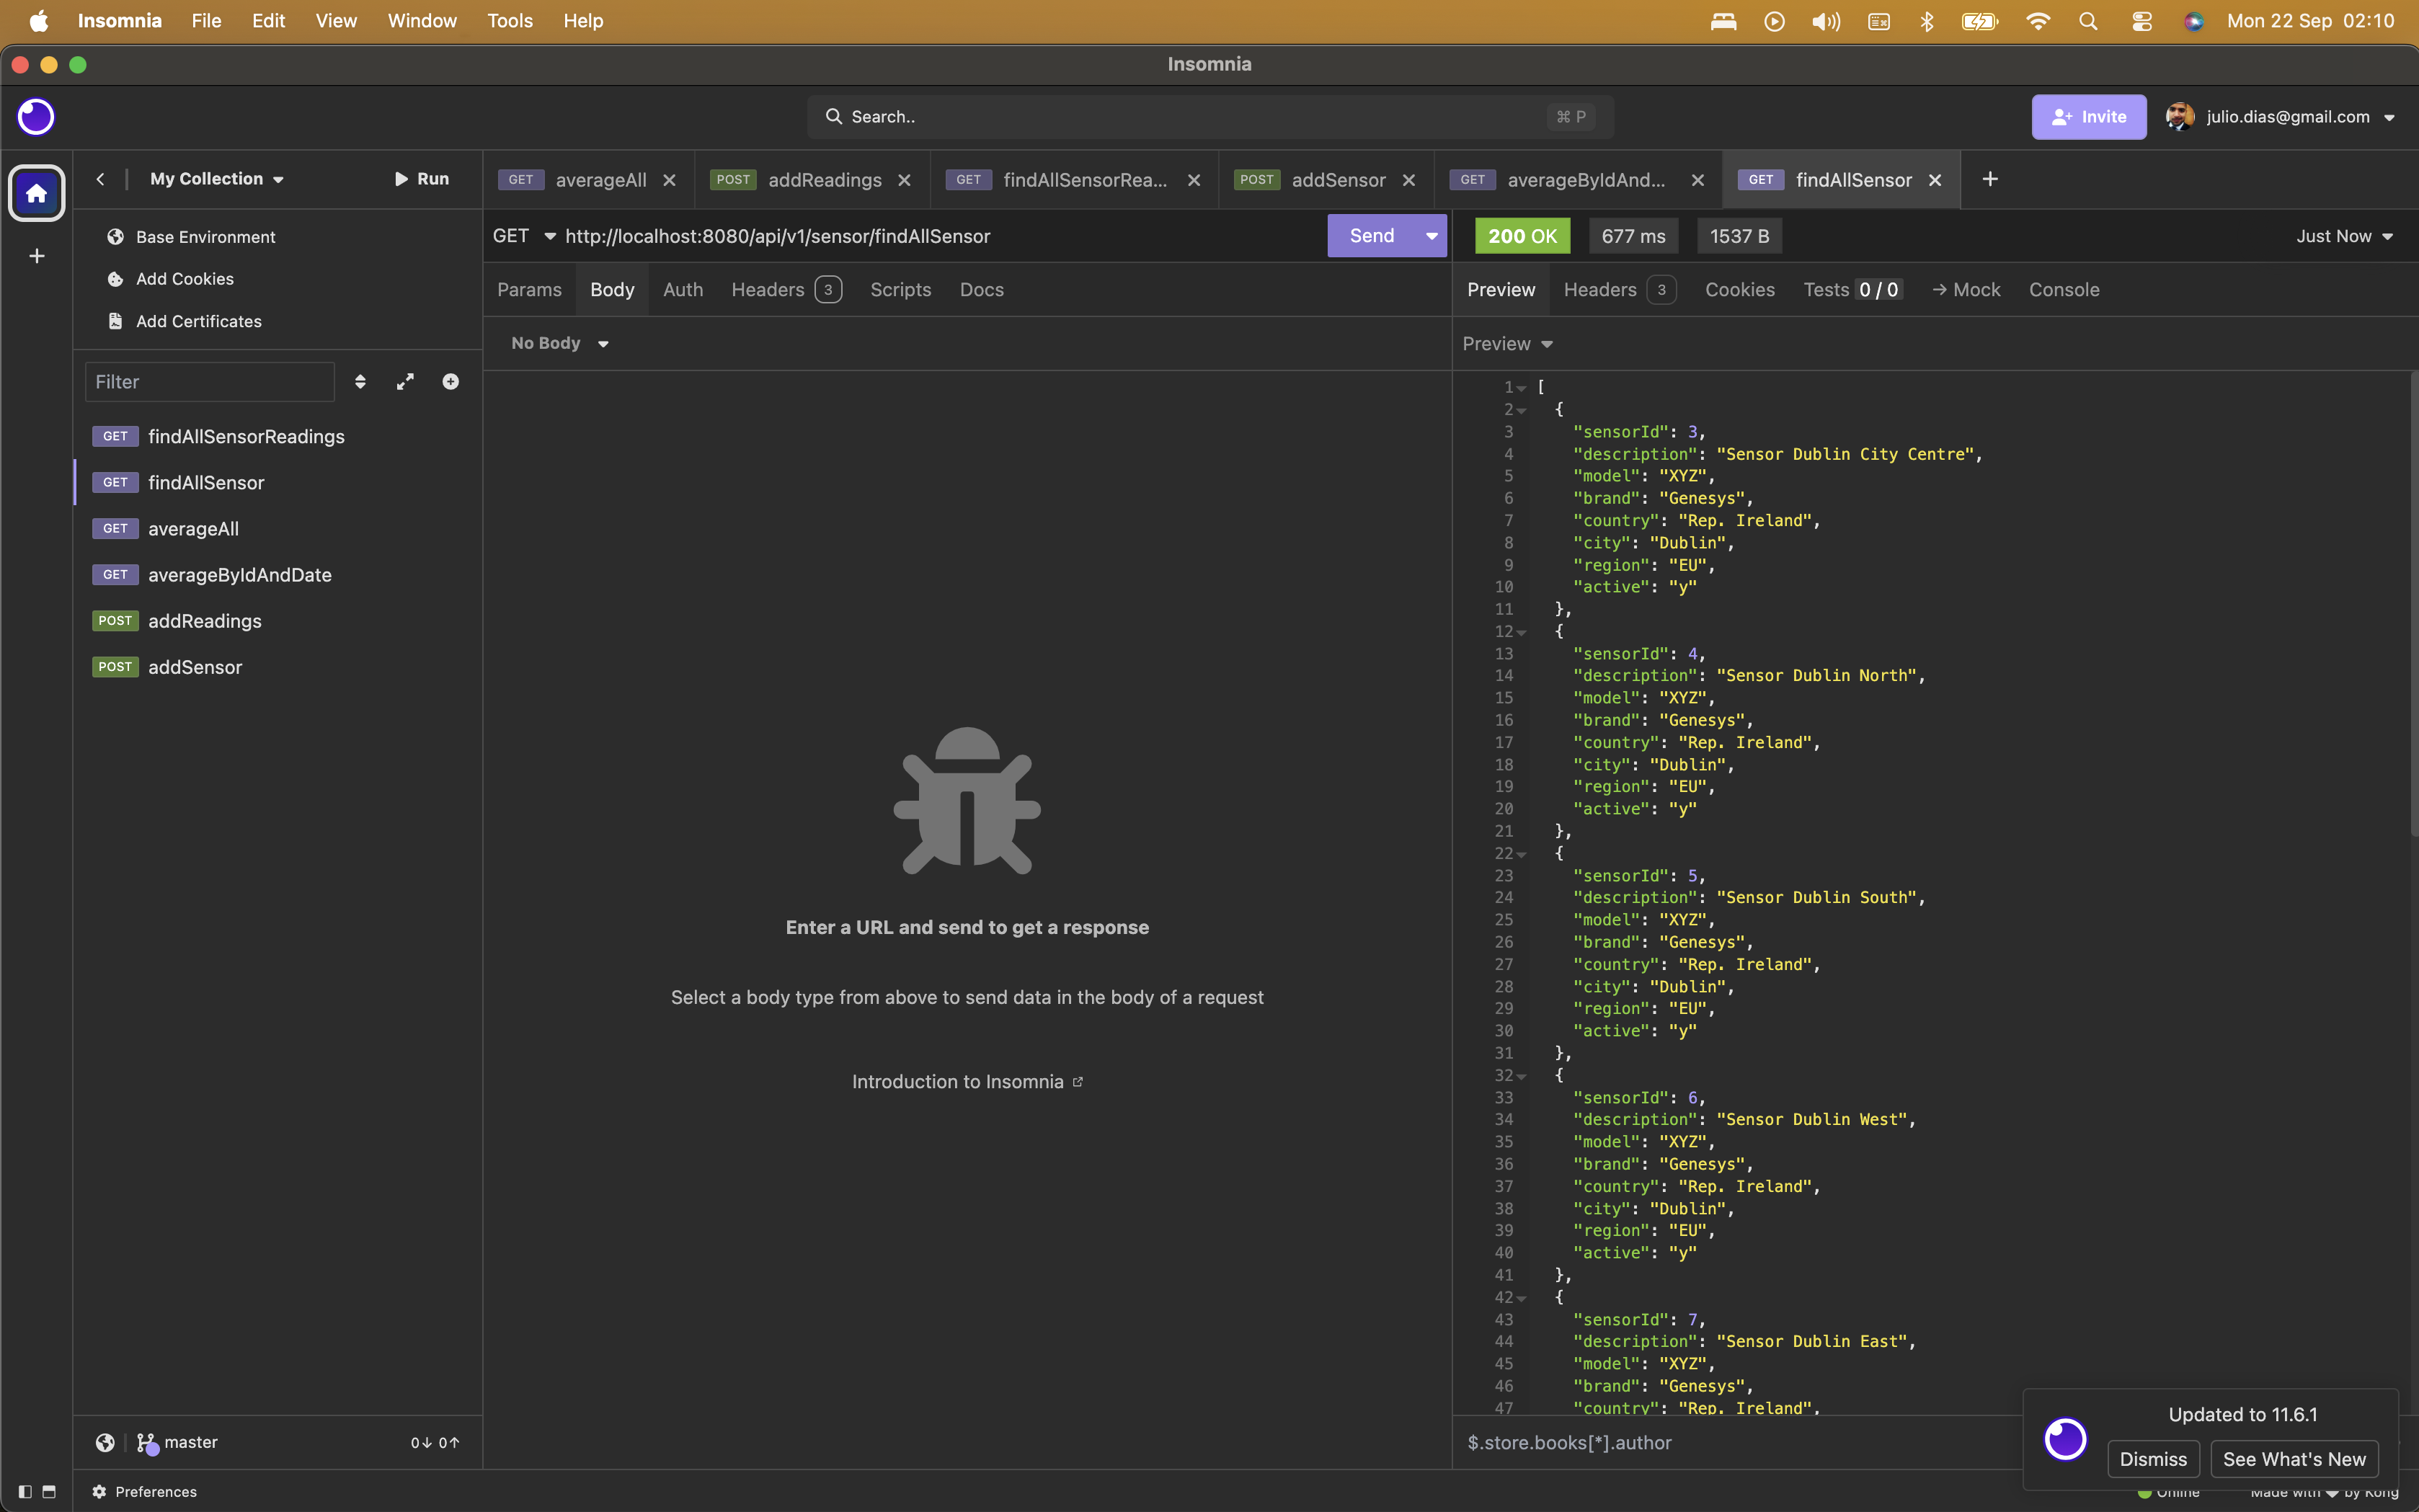 Insomnia File Edit View Window Tools Help Mon 22 Sep 02:10
Insomnia
Search.. ⌘ P Invite julio.dias@gmail.com
My Collection Run
GET averageAll POST addReadings GET findAllSensorRea... POST addSensor GET averageByIdAnd... GET findAllSensor
Base Environment
Add Cookies
Add Certificates
Filter
GET findAllSensorReadings
GET findAllSensor
GET averageAll
GET averageByIdAndDate
POST addReadings
POST addSensor
master 0↓ 0↑
Preferences
GET http://localhost:8080/api/v1/sensor/findAllSensor Send
Params Body Auth Headers 3 Scripts Docs
No Body
Enter a URL and send to get a response
Select a body type from above to send data in the body of a request
Introduction to Insomnia
200 OK 677 ms 1537 B Just Now
Preview Headers 3 Cookies Tests 0 / 0 → Mock Console
Preview
1 [
2 {
3 "sensorId": 3,
4 "description": "Sensor Dublin City Centre",
5 "model": "XYZ",
6 "brand": "Genesys",
7 "country": "Rep. Ireland",
8 "city": "Dublin",
9 "region": "EU",
10 "active": "y"
11 },
12 {
13 "sensorId": 4,
14 "description": "Sensor Dublin North",
15 "model": "XYZ",
16 "brand": "Genesys",
17 "country": "Rep. Ireland",
18 "city": "Dublin",
19 "region": "EU",
20 "active": "y"
21 },
22 {
23 "sensorId": 5,
24 "description": "Sensor Dublin South",
25 "model": "XYZ",
26 "brand": "Genesys",
27 "country": "Rep. Ireland",
28 "city": "Dublin",
29 "region": "EU",
30 "active": "y"
31 },
32 {
33 "sensorId": 6,
34 "description": "Sensor Dublin West",
35 "model": "XYZ",
36 "brand": "Genesys",
37 "country": "Rep. Ireland",
38 "city": "Dublin",
39 "region": "EU",
40 "active": "y"
41 },
42 {
43 "sensorId": 7,
44 "description": "Sensor Dublin East",
45 "model": "XYZ",
46 "brand": "Genesys",
47 "country": "Rep. Ireland",
$.store.books[*].author
Updated to 11.6.1
Dismiss See What's New
Online Made with ❤ by Kong